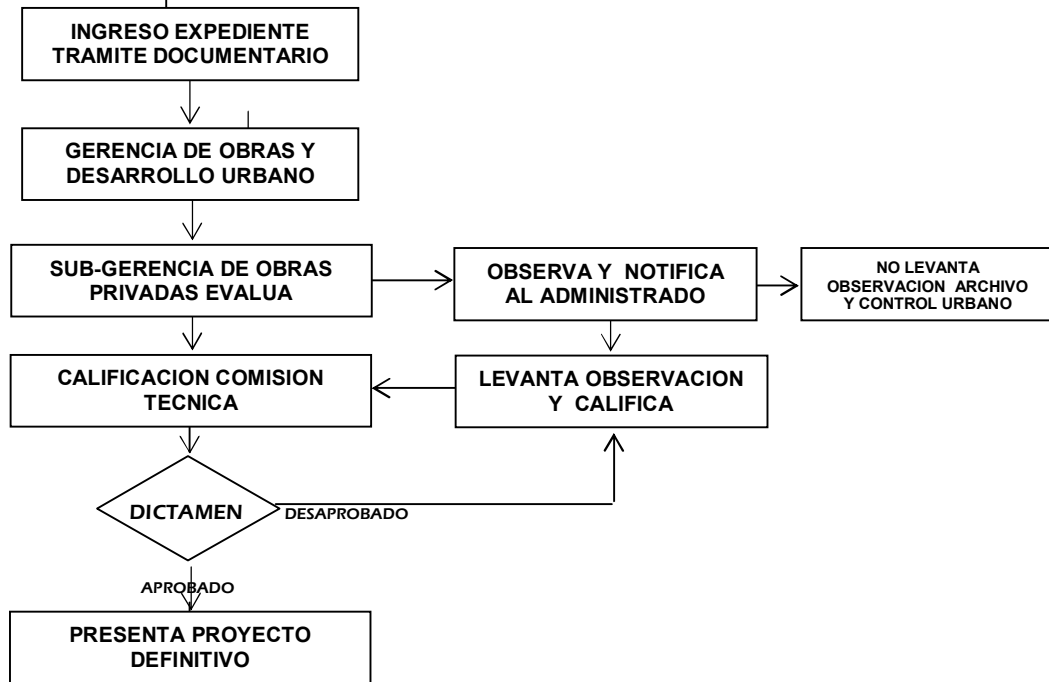 INGRESO EXPEDIENTE
TRAMITE DOCUMENTARIO
GERENCIA DE OBRAS Y
DESARROLLO URBANO
SUB-GERENCIA DE OBRAS
PRIVADAS EVALUA
OBSERVA Y NOTIFICA
AL ADMINISTRADO
NO LEVANTA
OBSERVACION ARCHIVO
Y CONTROL URBANO
CALIFICACION COMISION
TECNICA
LEVANTA OBSERVACION
Y CALIFICA
DICTAMEN
DESAPROBADO
APROBADO
PRESENTA PROYECTO
DEFINITIVO